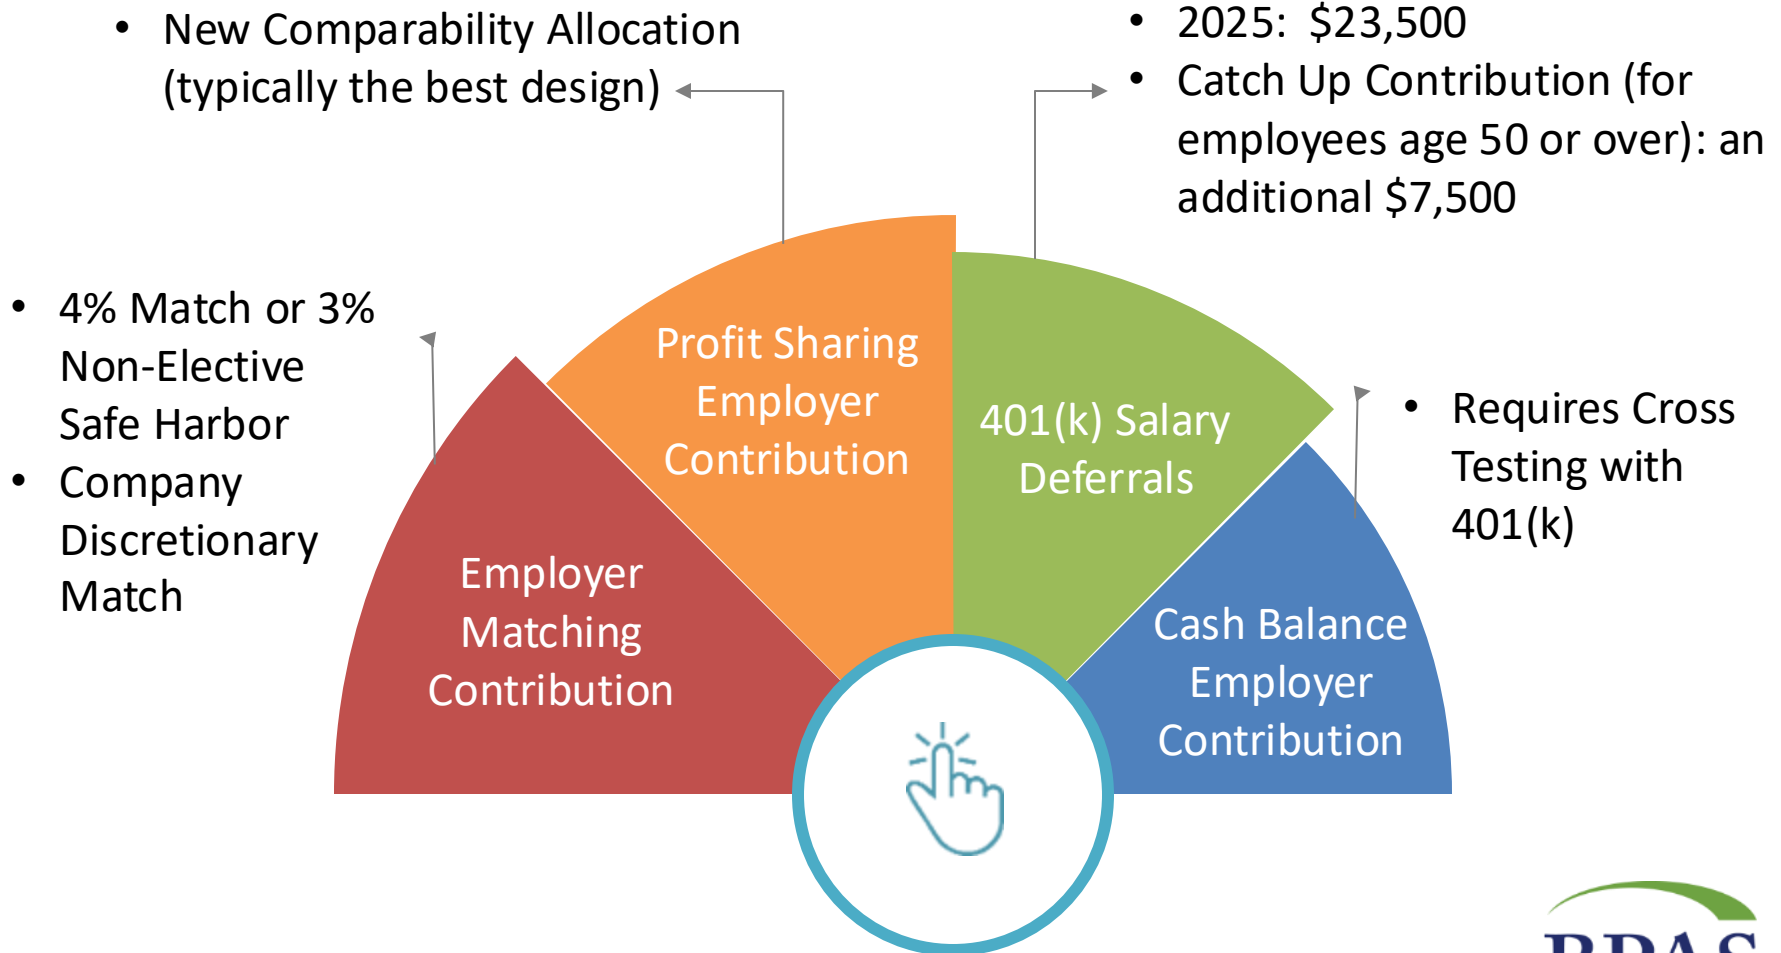 • New Comparability Allocation
(typically the best design)
• 2025: $23,500
• Catch Up Contribution (for
employees age 50 or over): an
additional $7,500
• 4% Match or 3%
Non-Elective
Safe Harbor
• Company
Discretionary
Match
Employer
Matching
Contribution
Profit Sharing
Employer
Contribution
401(k) Salary
Deferrals
Cash Balance
Employer
Contribution
• Requires Cross
Testing with
401(k)
BPAS